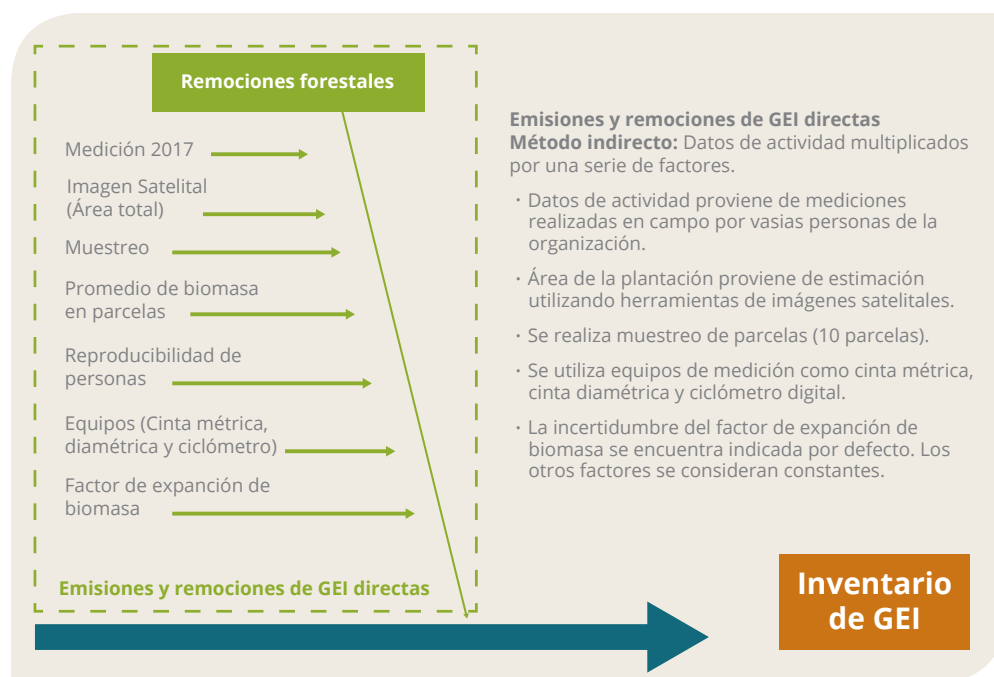 Remociones forestales
Medición 2017
Imagen Satelital
(Área total)
Muestreo
Promedio de biomasa
en parcelas
Reproducibilidad de
personas
Equipos (Cinta métrica,
diamétrica y ciclómetro)
Factor de expanción de
biomasa
Emisiones y remociones de GEI directas
Emisiones y remociones de GEI directas
Método indirecto: Datos de actividad multiplicados
por una serie de factores.
· Datos de actividad proviene de mediciones
realizadas en campo por vasias personas de la
organización.
· Área de la plantación proviene de estimación
utilizando herramientas de imágenes satelitales.
· Se realiza muestreo de parcelas (10 parcelas).
· Se utiliza equipos de medición como cinta métrica,
cinta diamétrica y ciclómetro digital.
· La incertidumbre del factor de expanción de
biomasa se encuentra indicada por defecto. Los
otros factores se consideran constantes.
Inventario
de GEI